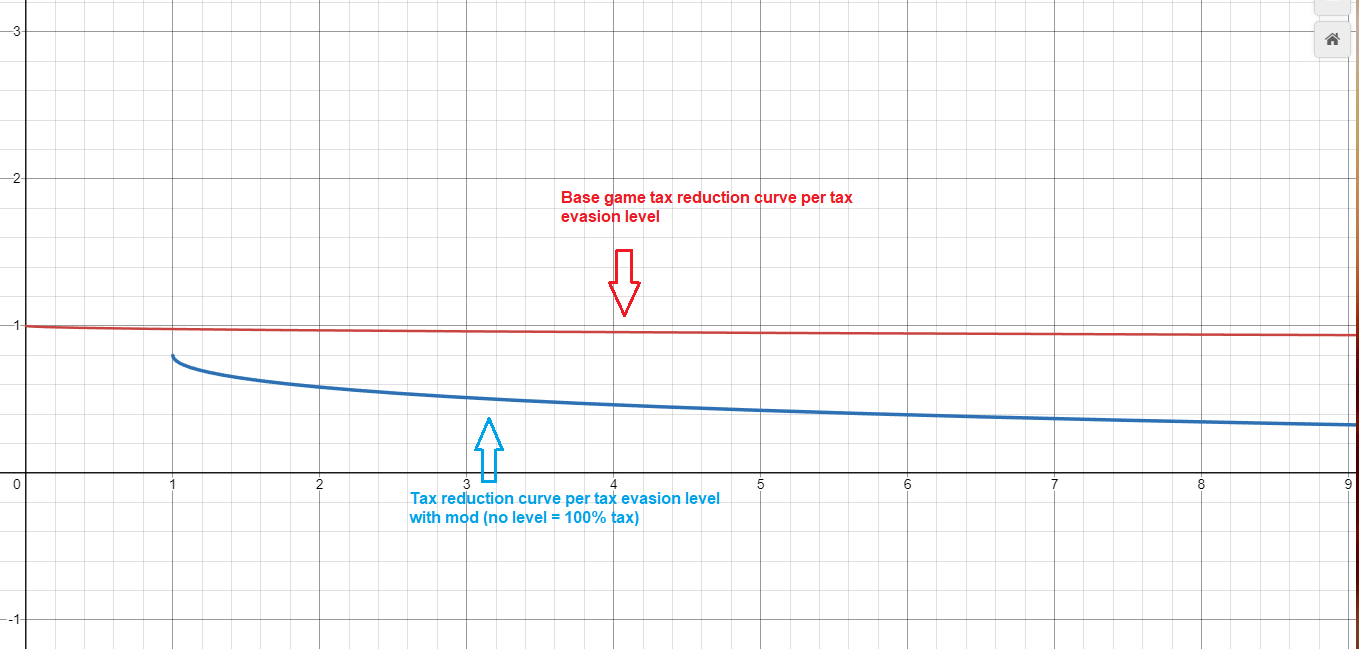 3
2
Base game tax reduction curve per tax
evasion level
1
0 1 2 3 4 5 6 7 8 9
Tax reduction curve per tax evasion level
with mod (no level = 100% tax)
-1